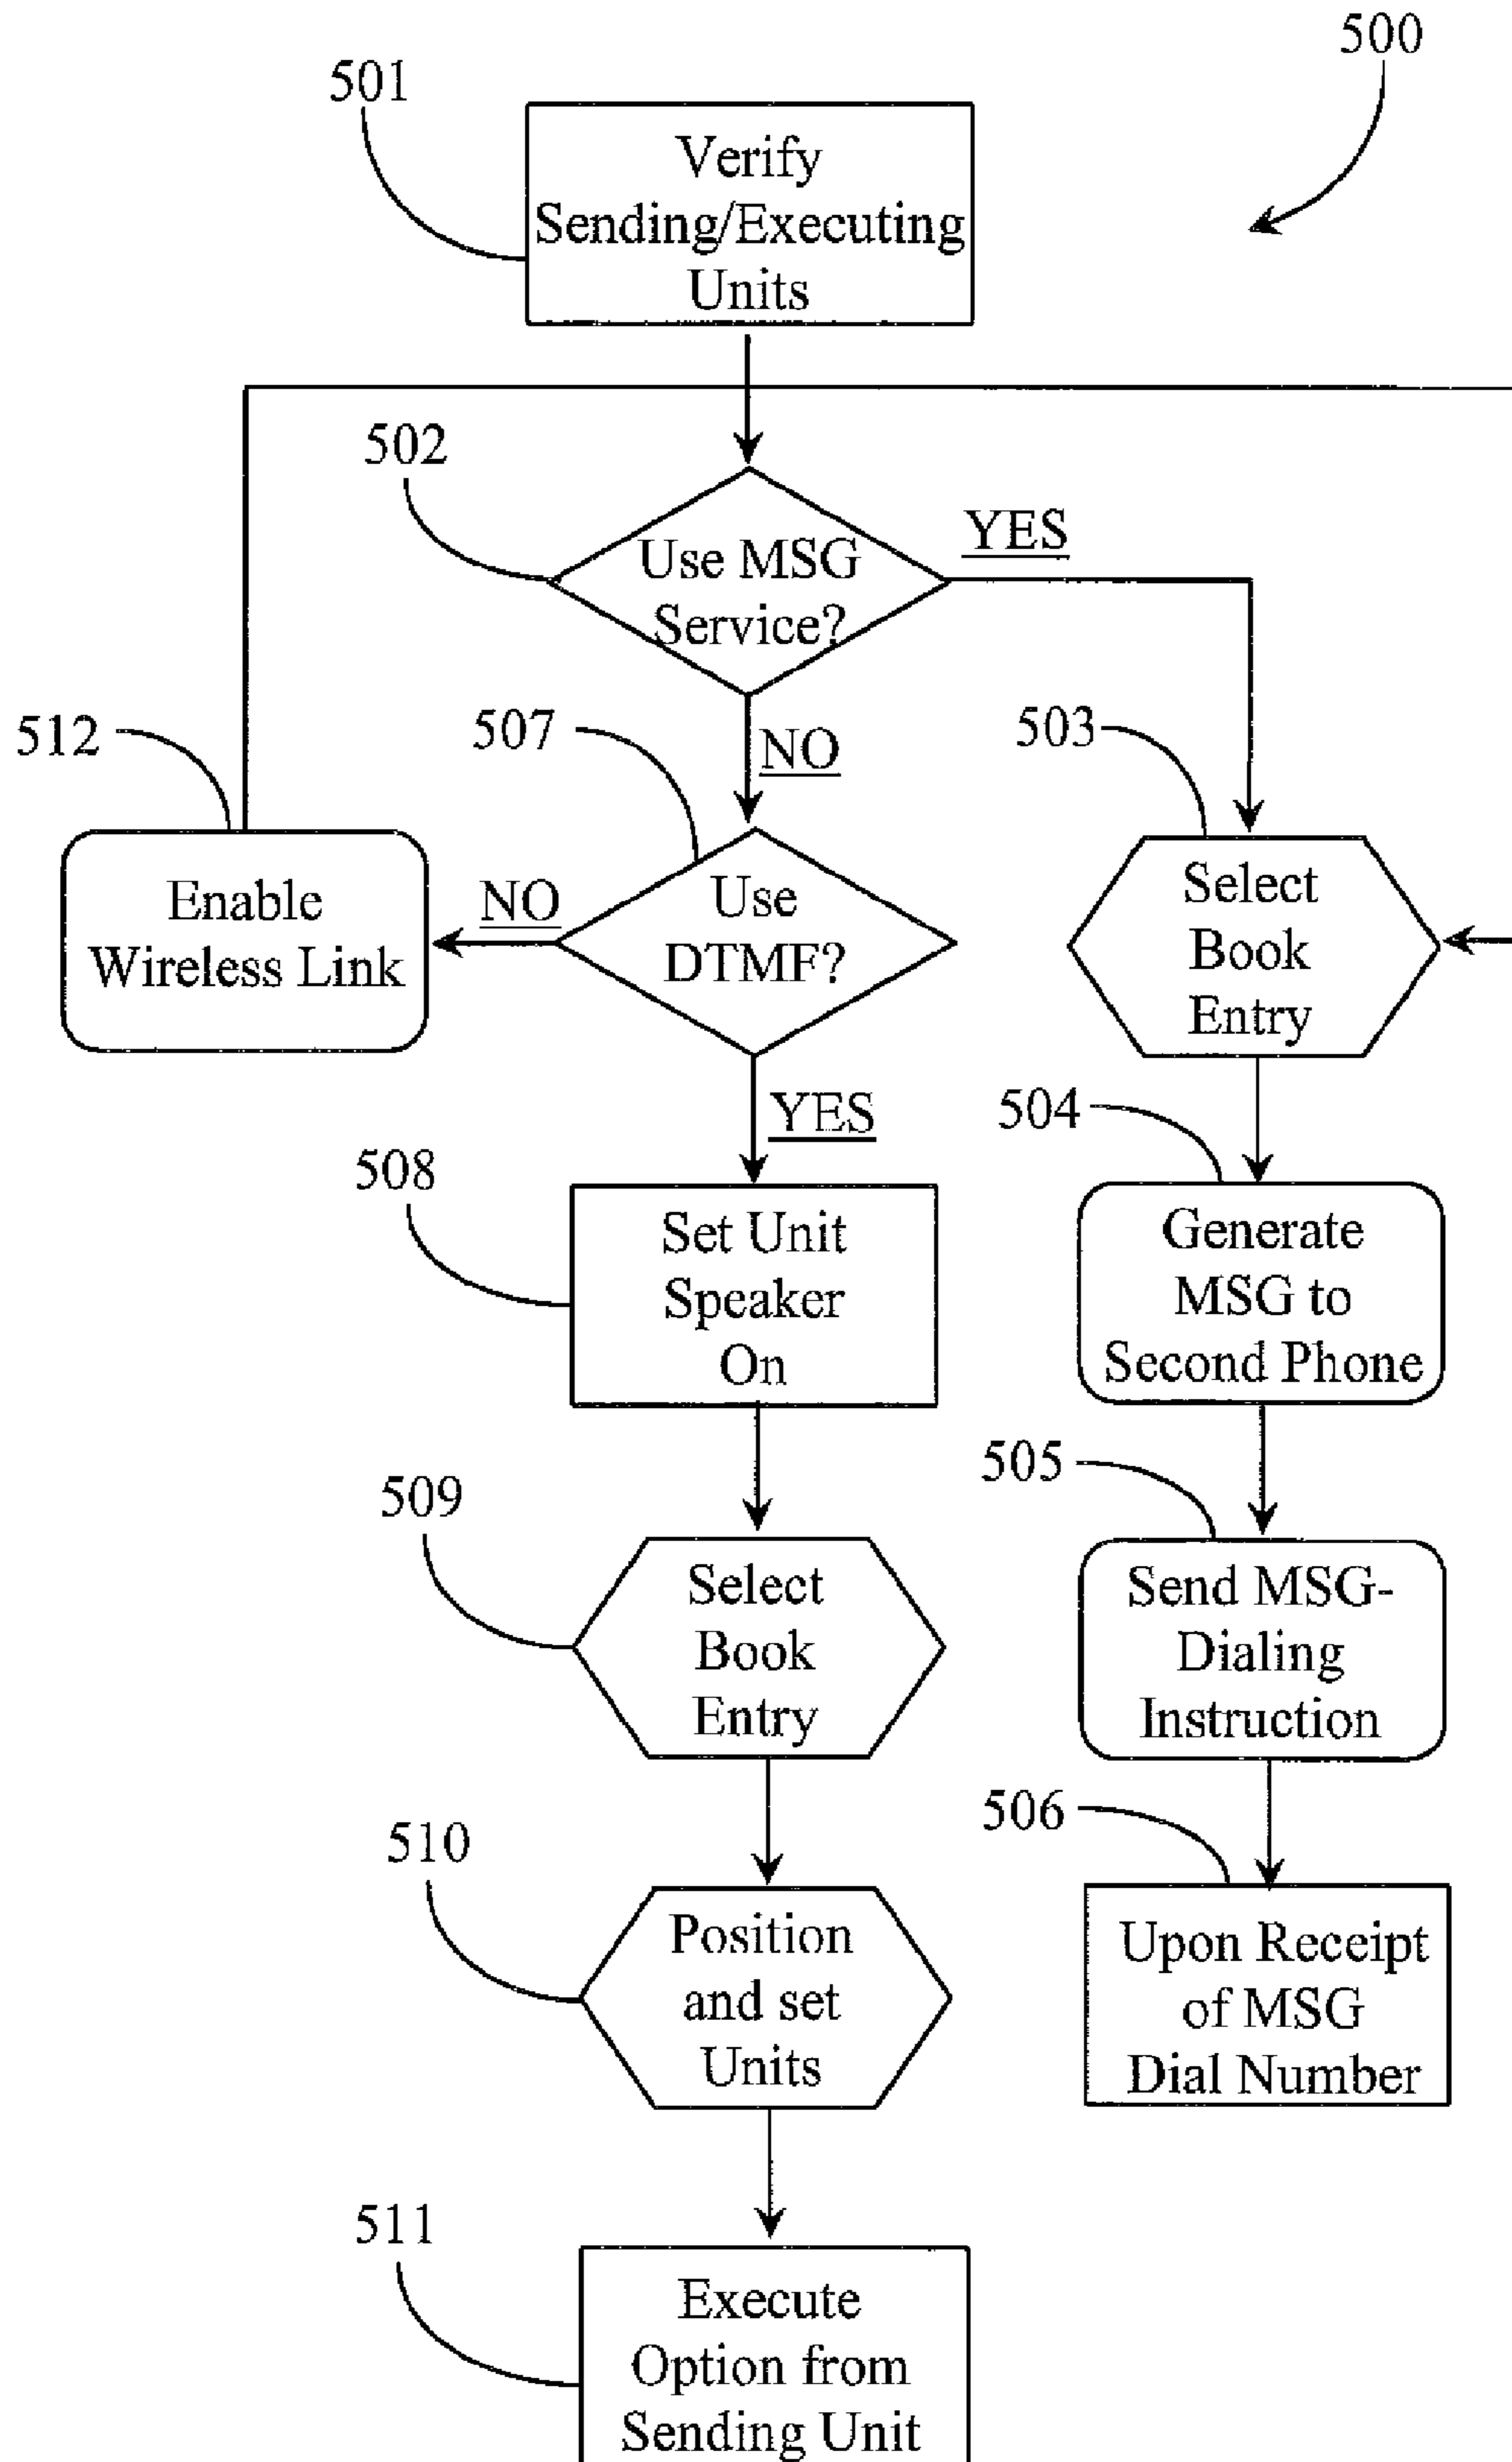 500
501
Verify
Sending/Executing
Units
502
Use MSG
Service?
YES
NO
503
Select
Book
Entry
507
Use
DTMF?
NO
YES
512
Enable
Wireless Link
504
Generate
MSG to
Second Phone
508
Set Unit
Speaker
On
505
Send MSG-
Dialing
Instruction
509
Select
Book
Entry
506
Upon Receipt
of MSG
Dial Number
510
Position
and set
Units
511
Execute
Option from
Sending Unit